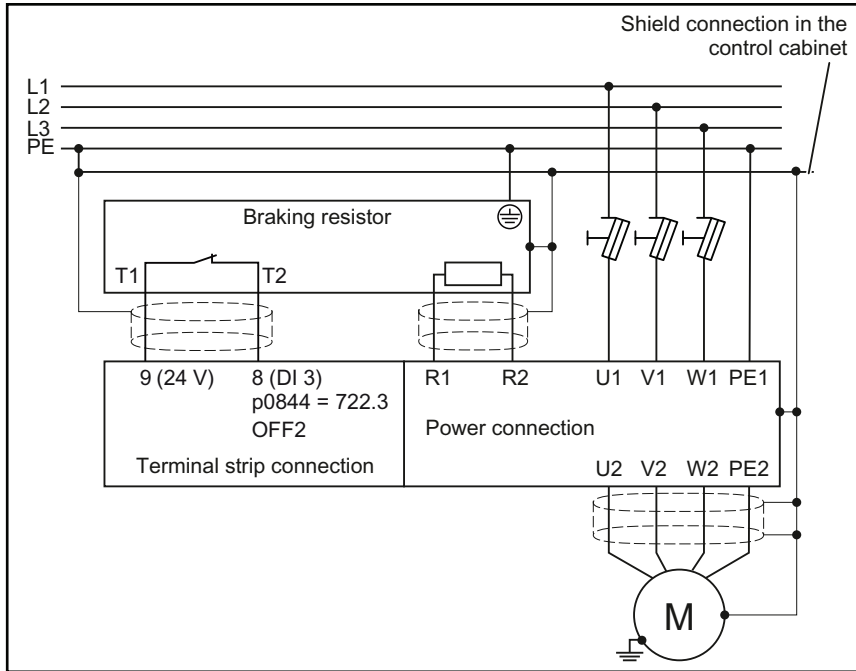 Shield connection in the
control cabinet
L1
L2
L3
PE
Braking resistor
T1 T2
9 (24 V) 8 (DI 3) R1 R2 U1 V1 W1 PE1
p0844 = 722.3
OFF2 Power connection
Terminal strip connection U2 V2 W2 PE2
M